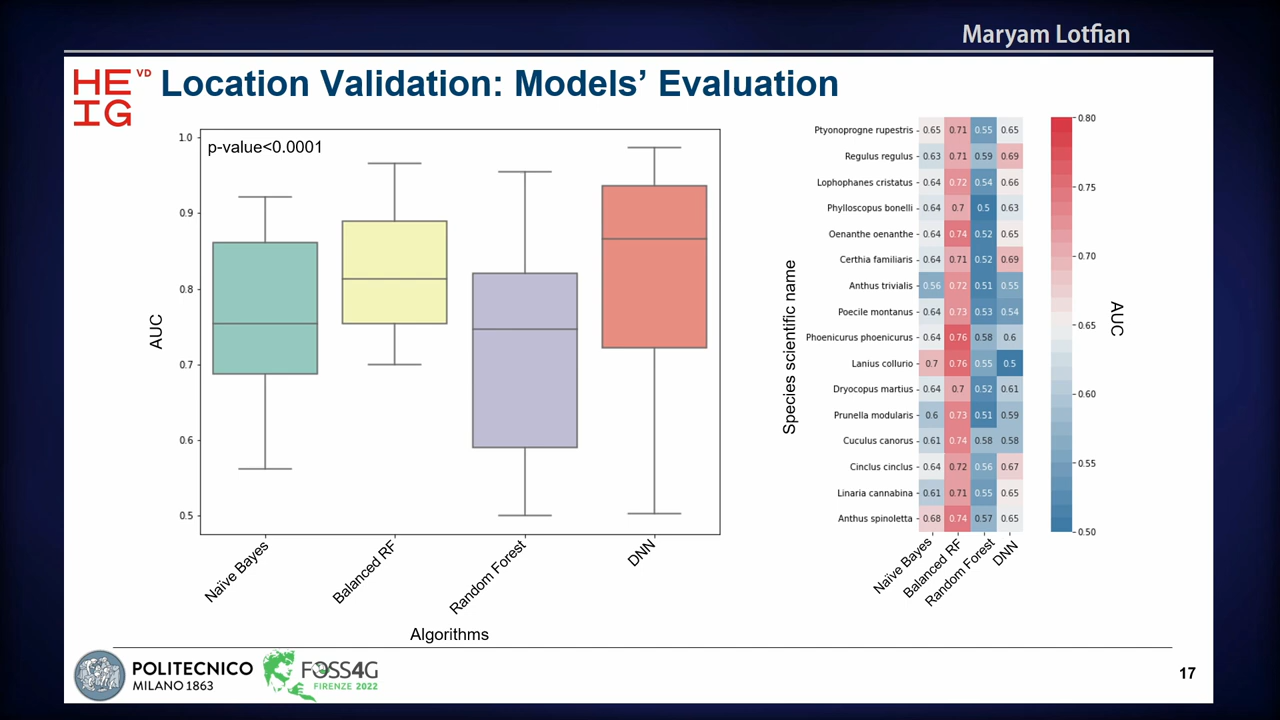 Maryam Lotfian
HE VD
IG
Location Validation: Models’ Evaluation
p-value<0.0001
AUC
1.0
0.9
0.8
0.7
0.6
0.5
Naïve Bayes
Balanced RF
Random Forest
DNN
Algorithms
Species scientific name
Ptyonoprogne rupestris 0.65 0.71 0.55 0.65
Regulus regulus 0.63 0.71 0.59 0.69
Lophophanes cristatus 0.64 0.72 0.54 0.66
Phylloscopus bonelli 0.64 0.7 0.5 0.63
Oenanthe oenanthe 0.64 0.74 0.52 0.65
Certhia familiaris 0.64 0.71 0.52 0.69
Anthus trivialis 0.56 0.72 0.51 0.55
Poecile montanus 0.64 0.73 0.53 0.54
Phoenicurus phoenicurus 0.64 0.76 0.58 0.6
Lanius collurio 0.7 0.76 0.55 0.5
Dryocopus martius 0.64 0.7 0.52 0.61
Prunella modularis 0.6 0.73 0.51 0.59
Cuculus canorus 0.61 0.74 0.58 0.58
Cinclus cinclus 0.64 0.72 0.56 0.67
Linaria cannabina 0.61 0.71 0.55 0.65
Anthus spinoletta 0.68 0.74 0.57 0.65
Naïve Bayes
Balanced RF
Random Forest
DNN
0.80
0.75
0.70
0.65
0.60
0.55
0.50
AUC
POLITECNICO
MILANO 1863
FOSS4G
FIRENZE 2022
17